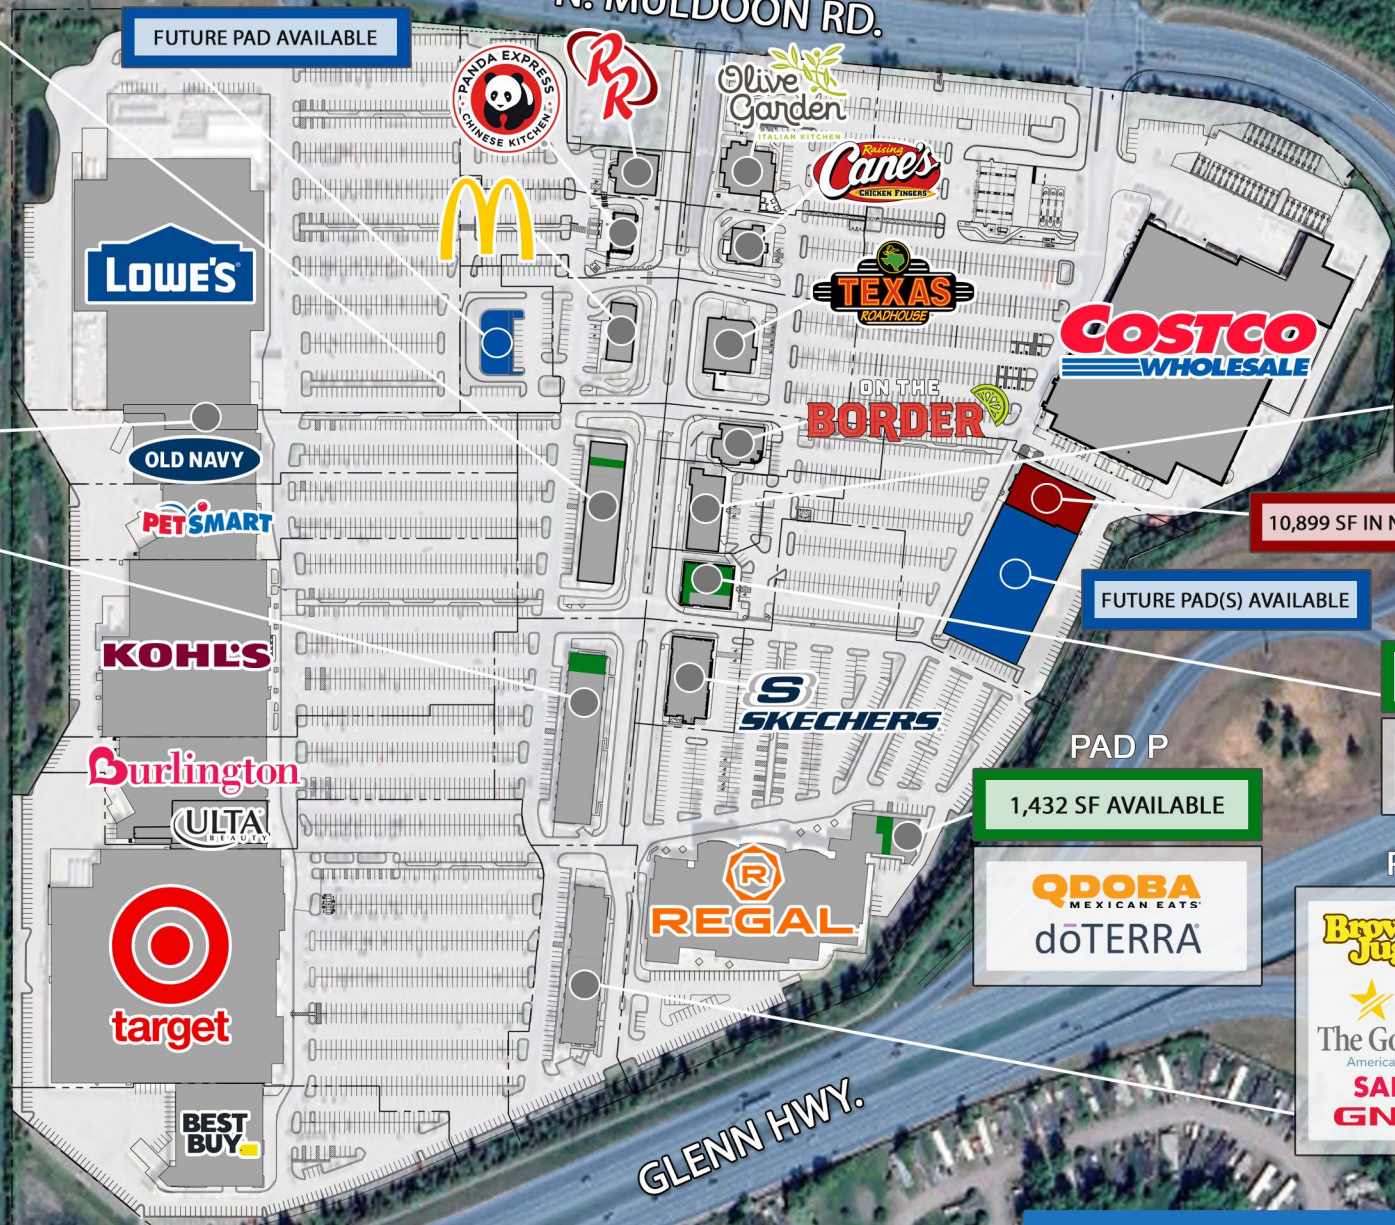 N. MULDOON RD.
FUTURE PAD AVAILABLE
PANDA EXPRESS
CHINESE KITCHEN
RR
Olive
Garden
ITALIAN KITCHEN
Raising
Cane's
CHICKEN FINGERS
LOWE'S
TEXAS
ROADHOUSE
COSTCO
WHOLESALE
ON THE
BORDER
OLD NAVY
PETSMART
10,899 SF IN
FUTURE PAD(S) AVAILABLE
KOHL'S
S
SKECHERS
Burlington
ULTA
BEAUTY
PAD P
1,432 SF AVAILABLE
QDOBA
MEXICAN EATS
dōTERRA
R
REGAL
target
BEST
BUY
The Go
America
SA
GN
GLENN HWY.